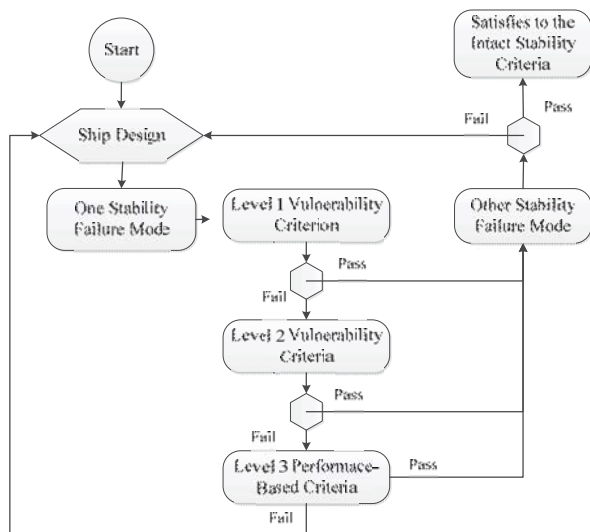 Start
Satisfies to the
Intact Stability
Criteria
Fail
Pass
Ship Design
One Stability
Failure Mode
Level 1 Vulnerability
Criterion
Other Stability
Failure Mode
Pass
Fail
Level 2 Vulnerability
Criteria
Pass
Fail
Level 3 Performace-
Based Criteria
Pass
Fail